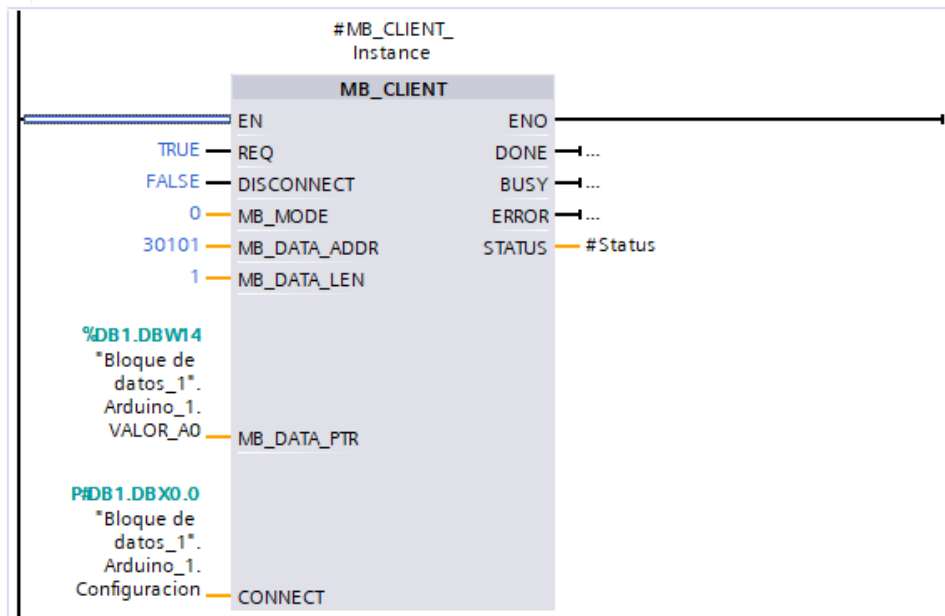 #MB_CLIENT_
Instance
MB_CLIENT
EN ENO
TRUE REQ DONE ...
FALSE DISCONNECT BUSY ...
0 MB_MODE ERROR ...
30101 MB_DATA_ADDR STATUS #Status
1 MB_DATA_LEN
%DB1.DBW14
"Bloque de
datos_1".
Arduino_1.
VALOR_A0 MB_DATA_PTR
P#DB1.DBX0.0
"Bloque de
datos_1".
Arduino_1.
Configuracion CONNECT